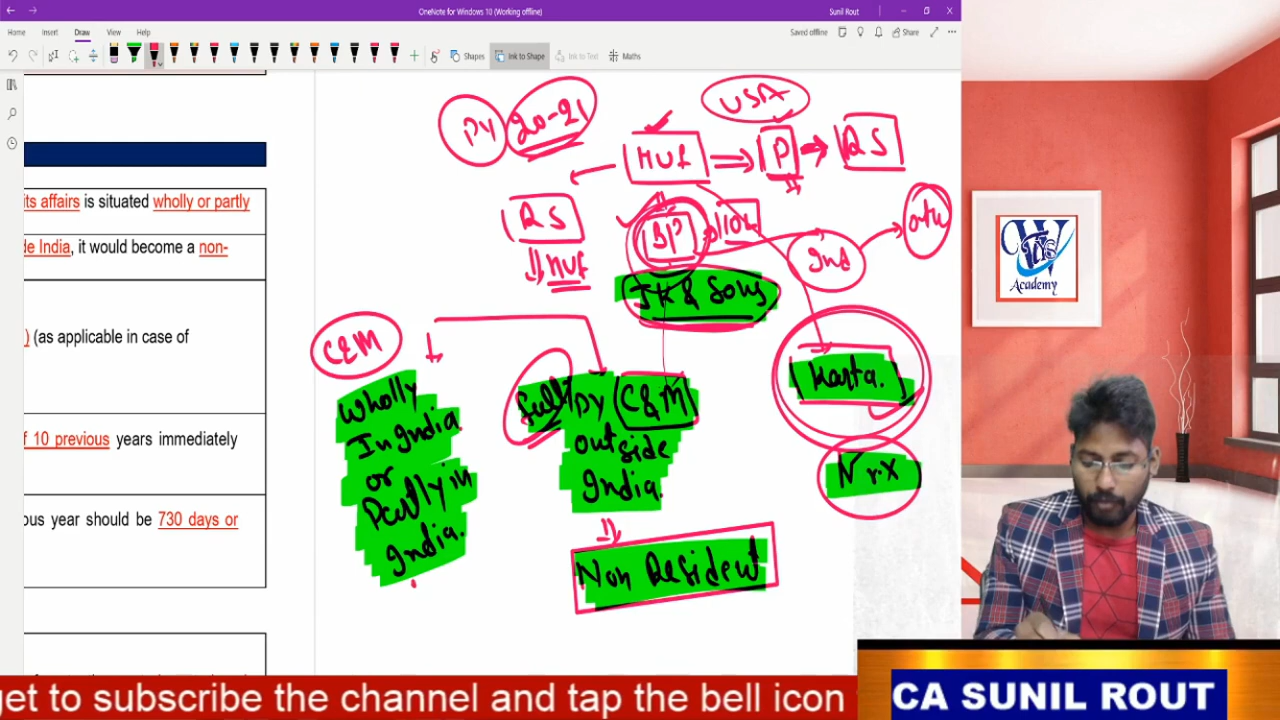 OneNote for Windows 10 (Working offline)
Sunil Rout
Home Insert Draw View Help
Saved offline
Share
Shapes
Ink to Shape
Ink to Text
Maths
its affairs is situated wholly or partly
de India, it would become a non-
) (as applicable in case of
f 10 previous years immediately
ous year should be 730 days or
PY 20-21
USA
HUF
P
RS
RS
HUF
BP
Ind
JK & Sons
C&M
Wholly
In India
or
Partly in
India.
full PY C&M
outside
India.
Non Resident
Karta.
Mr. X
Academy
get to subscribe the channel and tap the bell icon
CA SUNIL ROUT